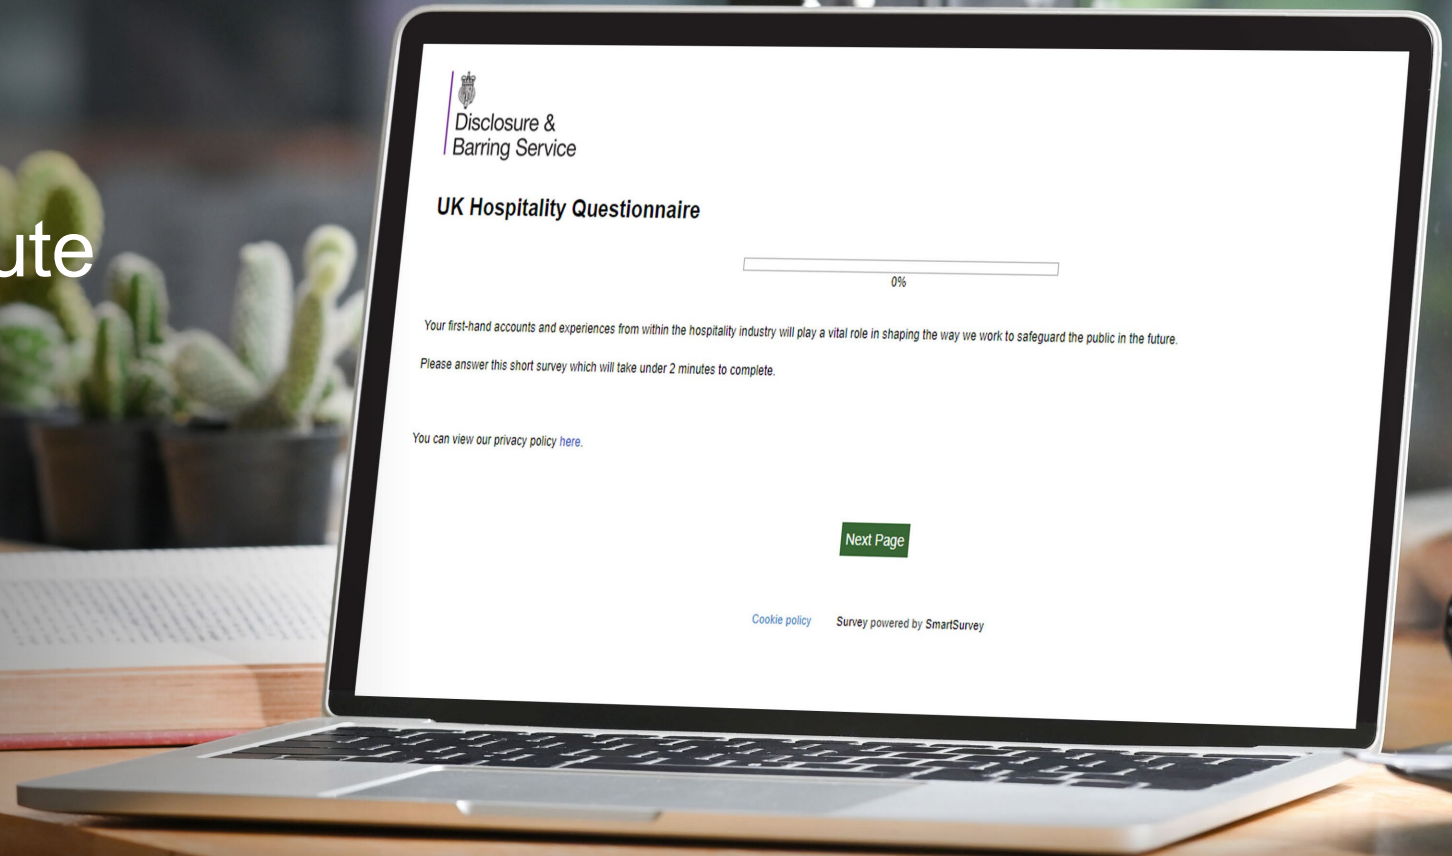 ute
Disclosure &
Barring Service
UK Hospitality Questionnaire
0%
Your first-hand accounts and experiences from within the hospitality industry will play a vital role in shaping the way we work to safeguard the public in the future.
Please answer this short survey which will take under 2 minutes to complete.
You can view our privacy policy here.
Next Page
Cookie policy Survey powered by SmartSurvey